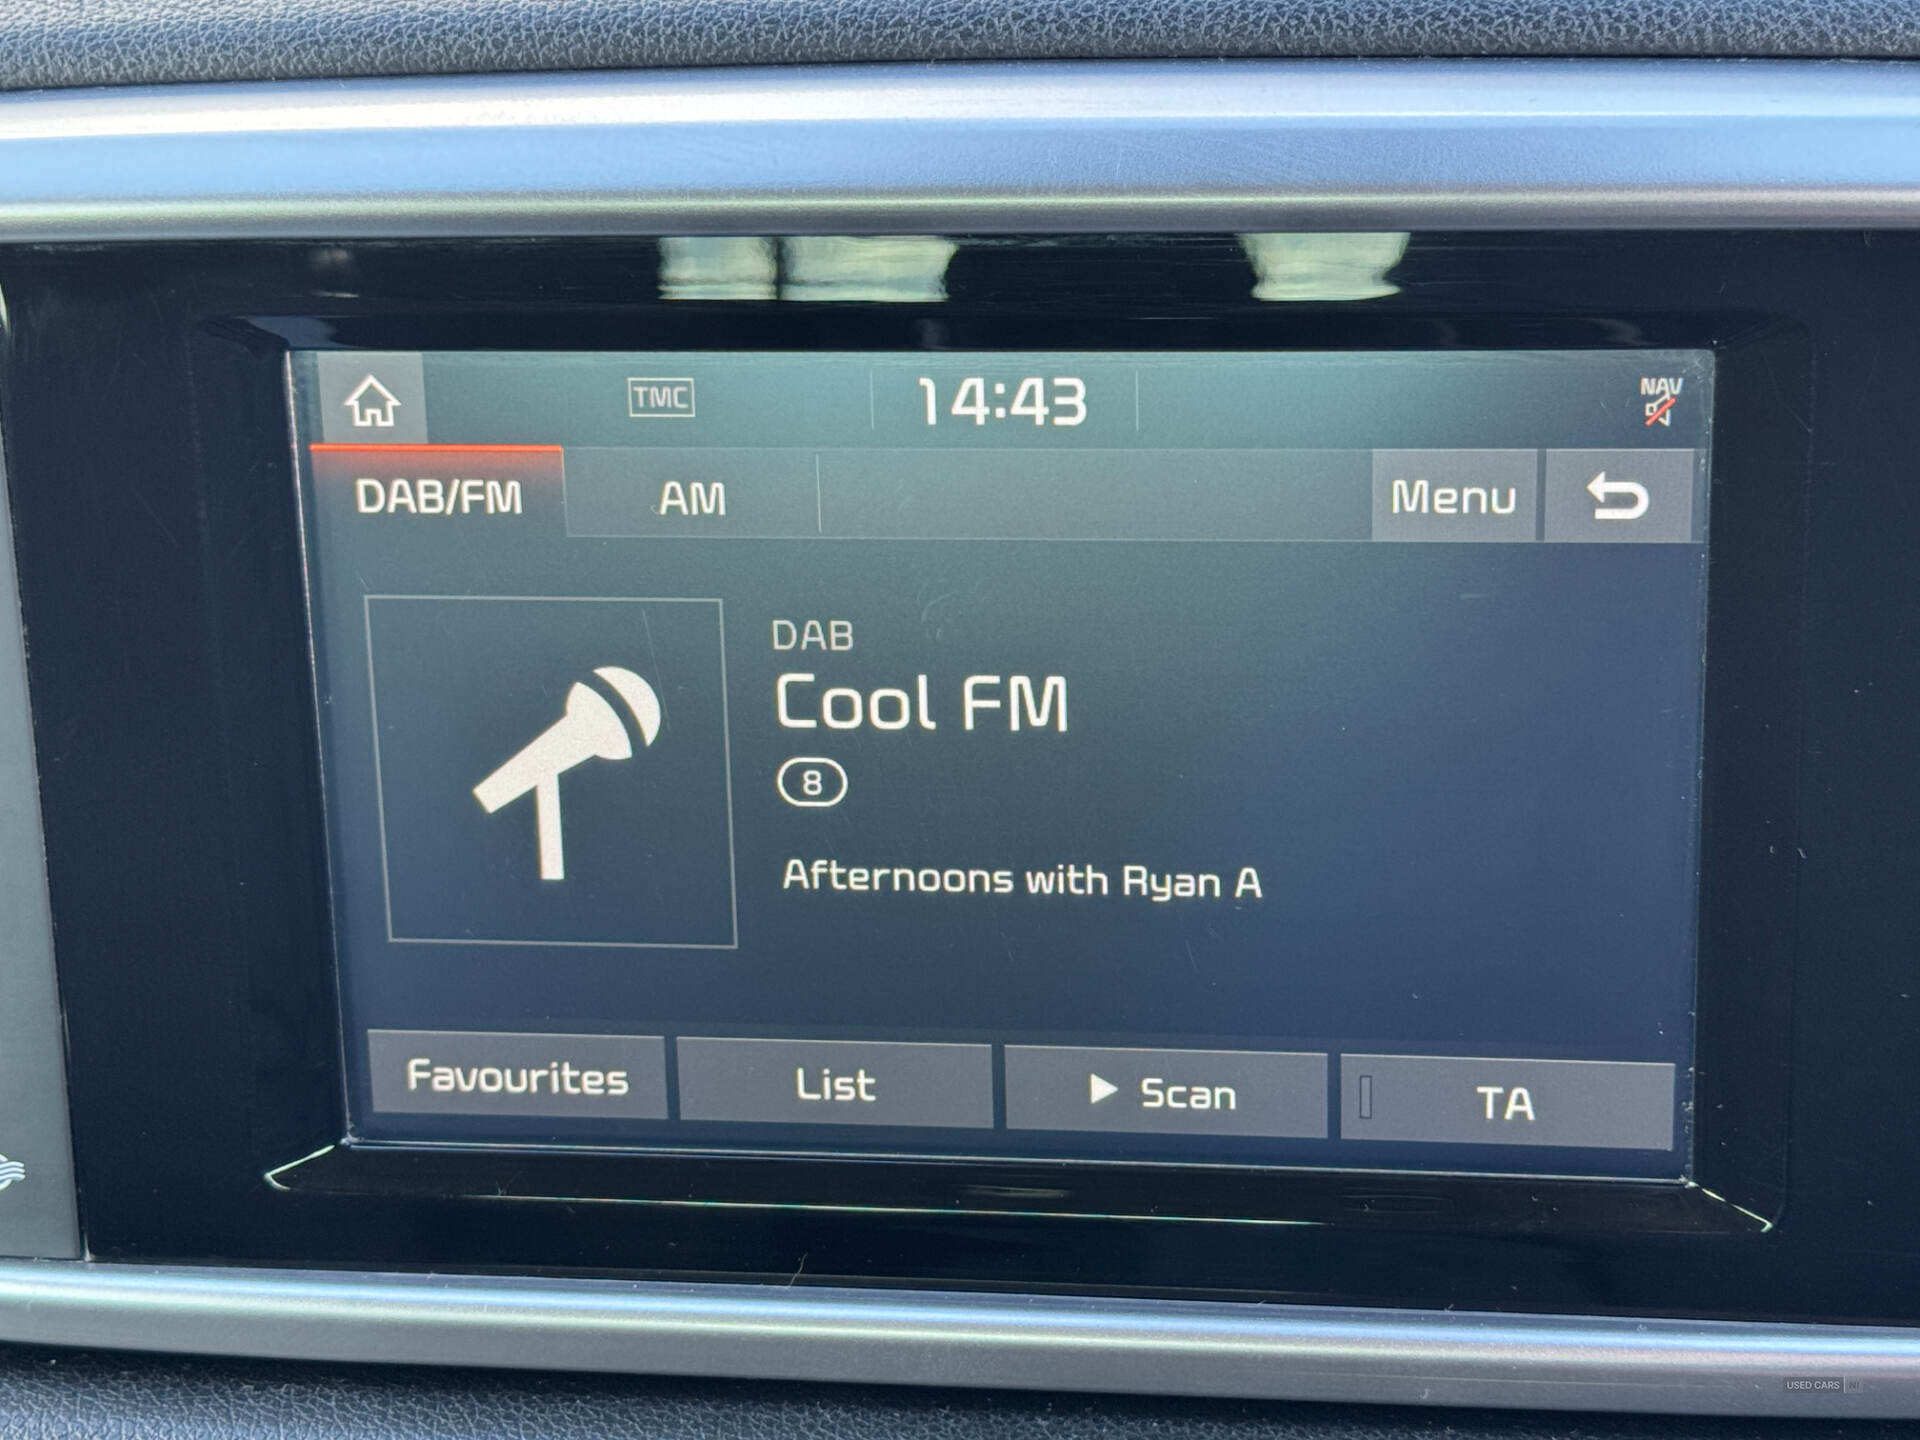 TMC
14:43
NAV
DAB/FM
AM
Menu
DAB
Cool FM
8
Afternoons with Ryan A
Favourites
List
Scan
TA
USED CARS NI